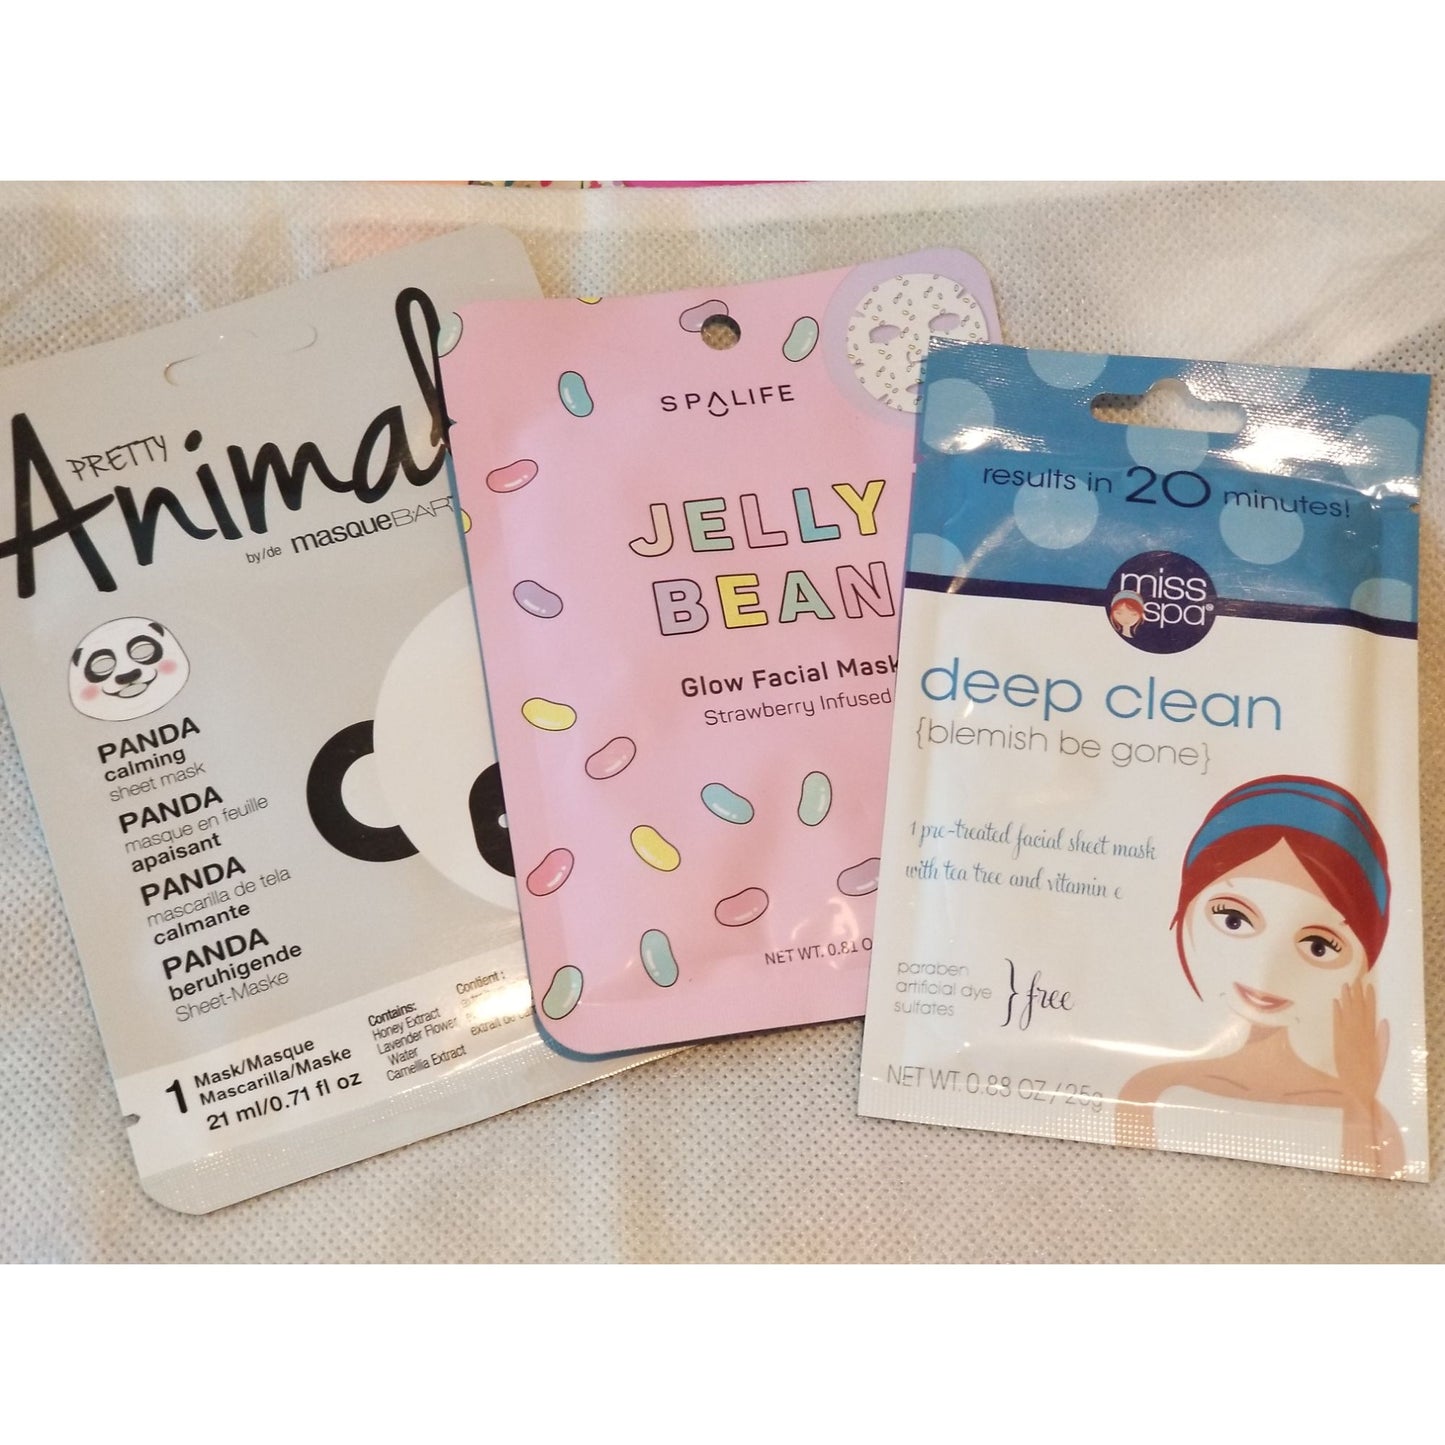 PRETTY
Animal
by/de masqueBAR
PANDA
calming
sheet mask
PANDA
masque en feuille
apaisant
PANDA
mascarilla de tela
calmante
PANDA
beruhigende
Sheet-Maske
1 Mask/Masque
Mascarilla/Maske
21 ml/0.71 fl oz
Contains:
Honey Extract
Lavender Flower
Water
Camellia Extract
Contient :
extrait de
SPALIFE
JELLY
BEAN
Glow Facial Mask
Strawberry Infused
NET WT. 0.81 O
results in 20 minutes!
miss
spa®
deep clean
{blemish be gone}
1 pre-treated facial sheet mask
with tea tree and vitamin e
paraben
artificial dye
sulfates
} free
NET WT. 0.88 OZ / 25g